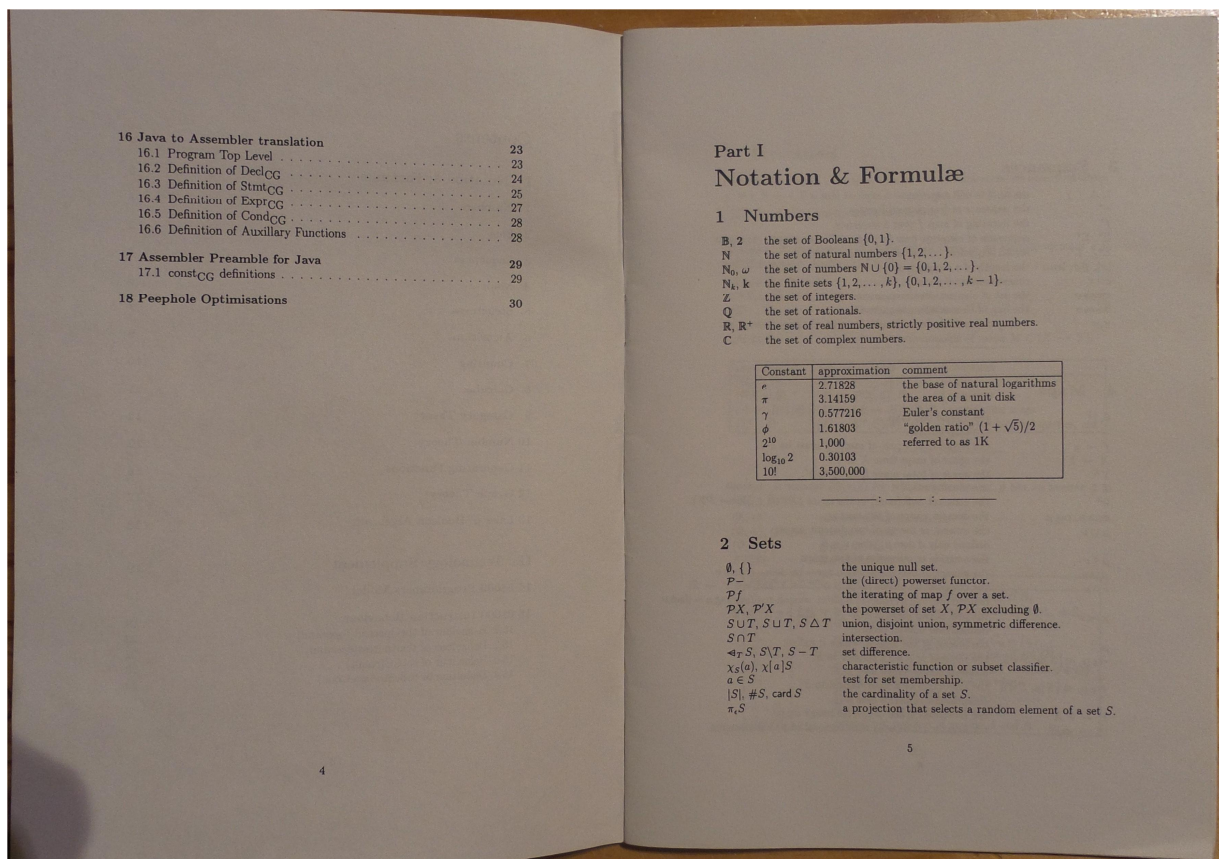 16 Java to Assembler translation 23
16.1 Program Top Level . . . . . . . . . . . . . . . . . . . . . . . . 23
16.2 Definition of Decl_CG . . . . . . . . . . . . . . . . . . . . . . . 24
16.3 Definition of Stmt_CG . . . . . . . . . . . . . . . . . . . . . . . 25
16.4 Definition of Expr_CG . . . . . . . . . . . . . . . . . . . . . . . 27
16.5 Definition of Cond_CG . . . . . . . . . . . . . . . . . . . . . . . 28
16.6 Definition of Auxillary Functions . . . . . . . . . . . . . . . 28
17 Assembler Preamble for Java 29
17.1 const_CG definitions . . . . . . . . . . . . . . . . . . . . . . . . 29
18 Peephole Optimisations 30
4
Part I
Notation & Formulæ
1 Numbers
𝔹, 2 the set of Booleans {0, 1}.
ℕ the set of natural numbers {1, 2, . . . }.
ℕ₀, ω the set of numbers ℕ ∪ {0} = {0, 1, 2, . . . }.
ℕₖ, k the finite sets {1, 2, . . . , k}, {0, 1, 2, . . . , k − 1}.
ℤ the set of integers.
ℚ the set of rationals.
ℝ, ℝ⁺ the set of real numbers, strictly positive real numbers.
ℂ the set of complex numbers.
Constant approximation comment
e 2.71828 the base of natural logarithms
π 3.14159 the area of a unit disk
γ 0.577216 Euler's constant
ϕ 1.61803 "golden ratio" (1 + √5)/2
2¹⁰ 1,000 referred to as 1K
log₁₀ 2 0.30103
10! 3,500,000
2 Sets
∅, { } the unique null set.
𝒫− the (direct) powerset functor.
𝒫f the iterating of map f over a set.
𝒫X, 𝒫′X the powerset of set X, 𝒫X excluding ∅.
S ∪ T, S ⊔ T, S △ T union, disjoint union, symmetric difference.
S ∩ T intersection.
⩤_T S, S\T, S − T set difference.
χ_S(a), χ[a]S characteristic function or subset classifier.
a ∈ S test for set membership.
|S|, #S, card S the cardinality of a set S.
π_ϵS a projection that selects a random element of a set S.
5